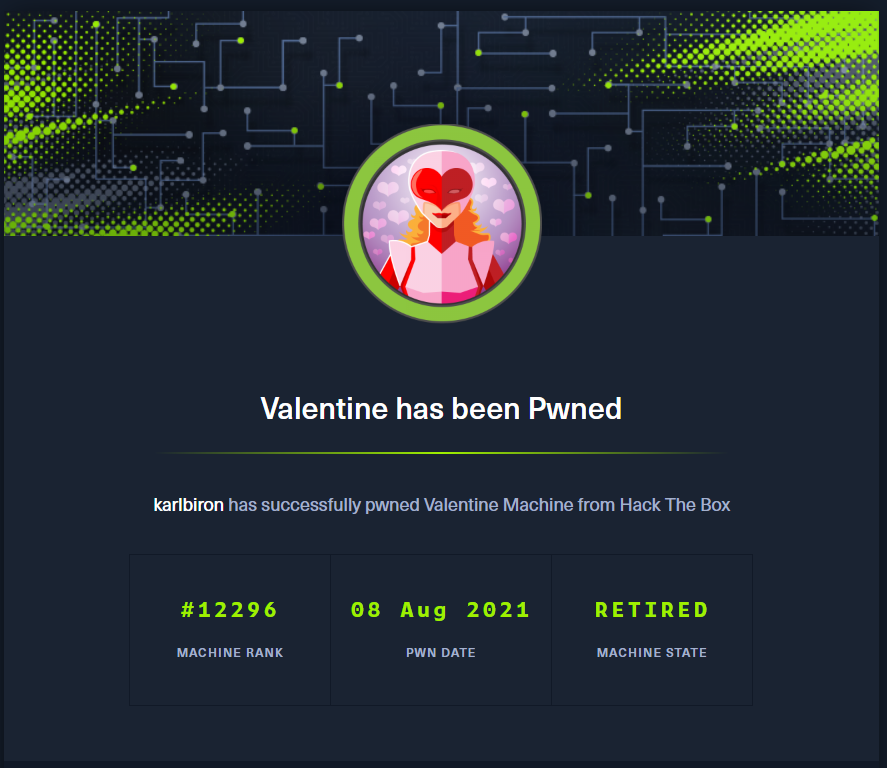 Valentine has been Pwned
karlbiron has successfully pwned Valentine Machine from Hack The Box
#12296
MACHINE RANK
08 Aug 2021
PWN DATE
RETIRED
MACHINE STATE